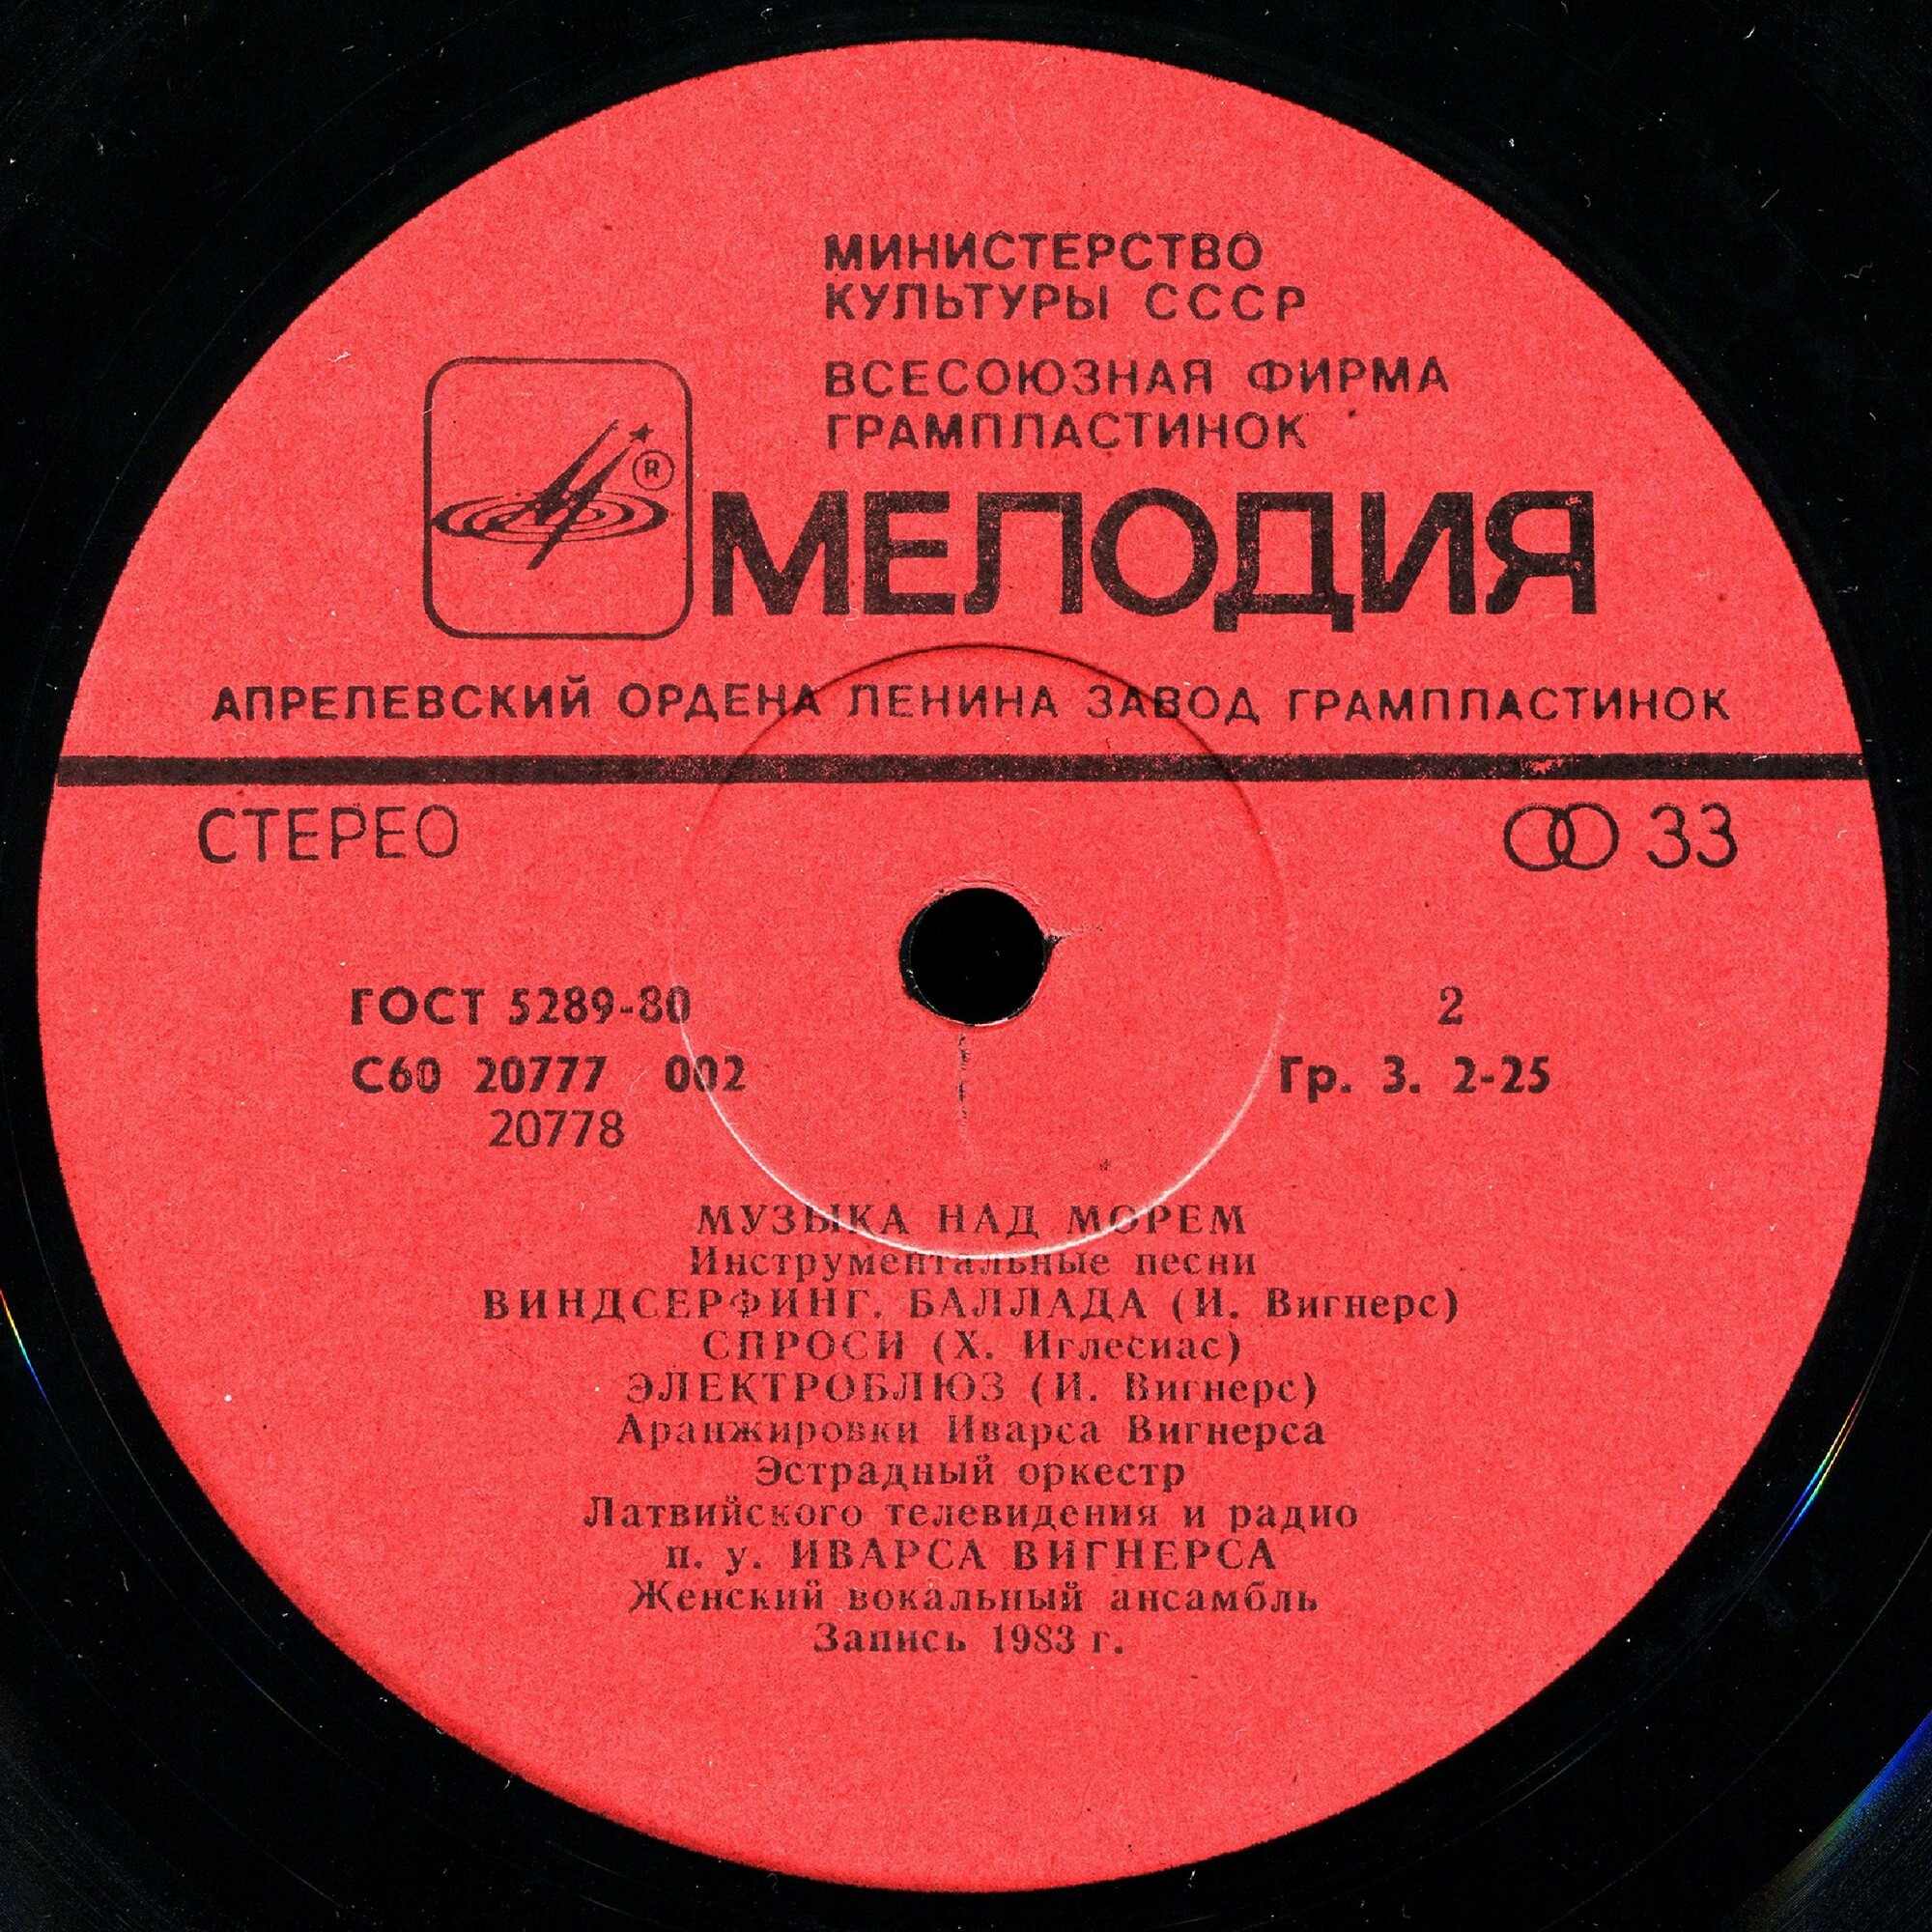 МИНИСТЕРСТВО
КУЛЬТУРЫ СССР
ВСЕСОЮЗНАЯ ФИРМА
ГРАМПЛАСТИНОК
®
МЕЛОДИЯ
АПРЕЛЕВСКИЙ ОРДЕНА ЛЕНИНА ЗАВОД ГРАМПЛАСТИНОК
СТЕРЕО 33
ГОСТ 5289-80 2
С60 20777 002 Гр. 3. 2-25
20778
МУЗЫКА НАД МОРЕМ
Инструментальные песни
ВИНДСЕРФИНГ. БАЛЛАДА (И. Вигнерс)
СПРОСИ (Х. Иглесиас)
ЭЛЕКТРОБЛЮЗ (И. Вигнерс)
Аранжировки Иварса Вигнерса
Эстрадный оркестр
Латвийского телевидения и радио
п. у. ИВАРСА ВИГНЕРСА
Женский вокальный ансамбль
Запись 1983 г.